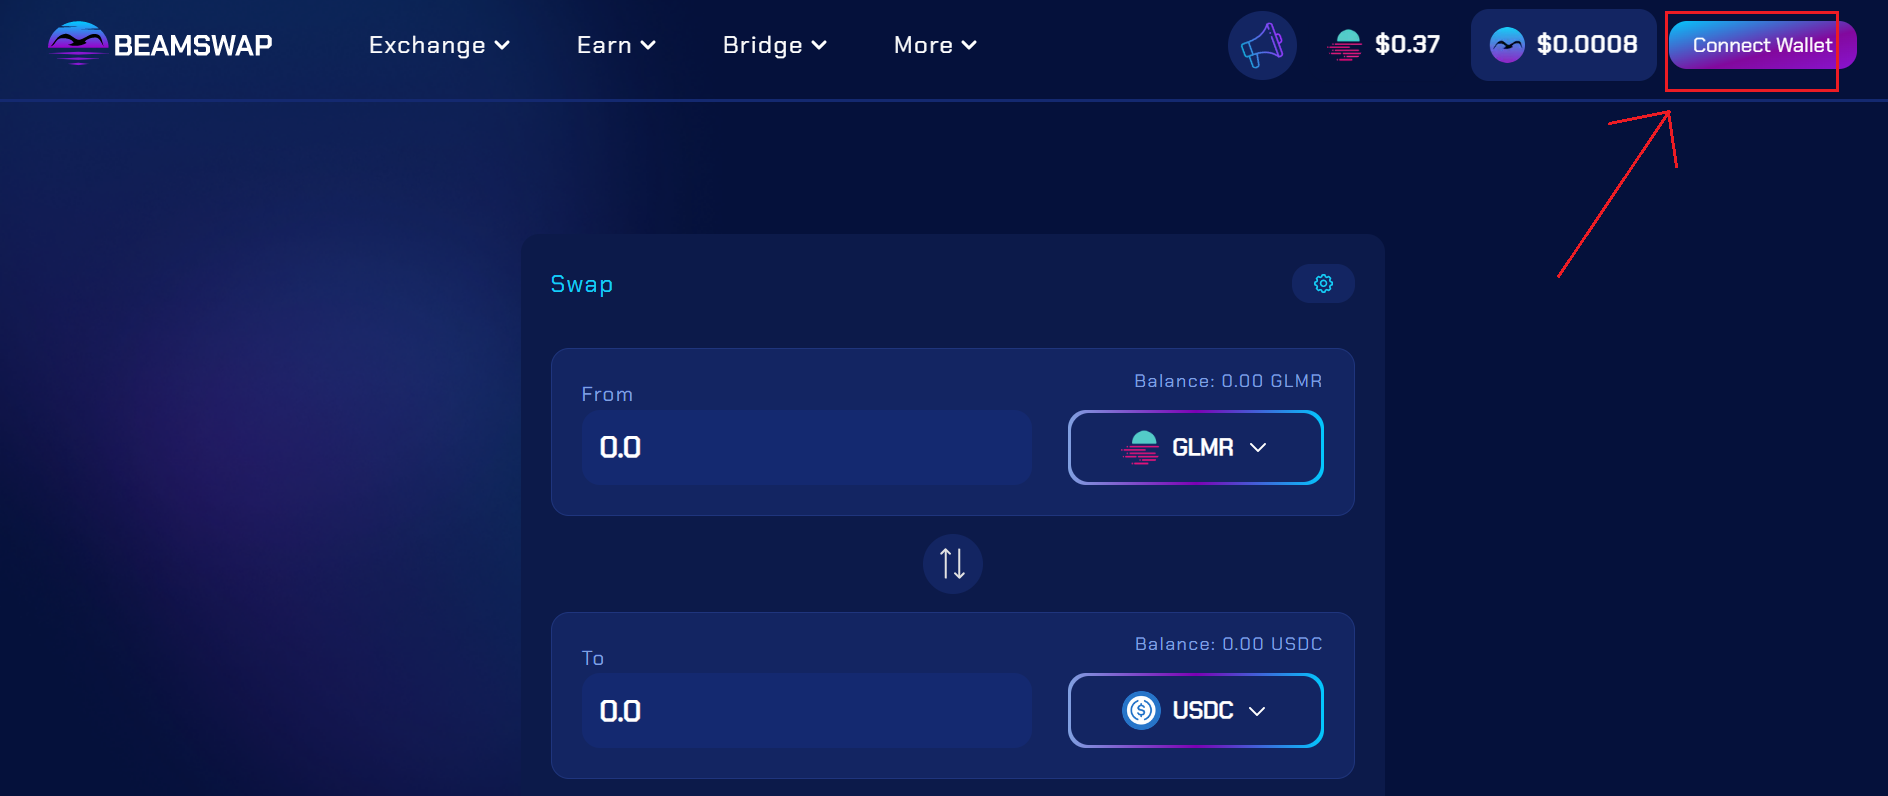 BEAMSWAP Exchange Earn Bridge More $0.37 $0.0008 Connect Wallet
Swap
Balance: 0.00 GLMR
From
0.0 GLMR
Balance: 0.00 USDC
To
0.0 USDC